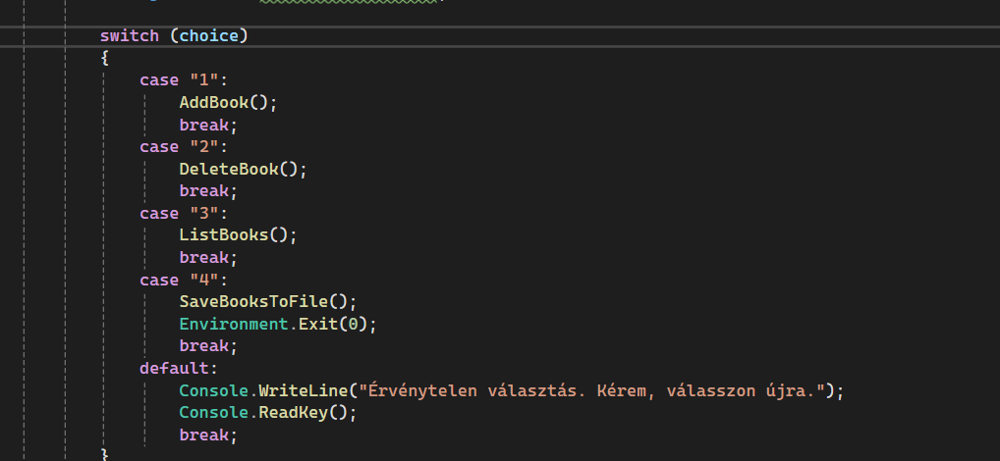 switch (choice)
{
case "1":
AddBook();
break;
case "2":
DeleteBook();
break;
case "3":
ListBooks();
break;
case "4":
SaveBooksToFile();
Environment.Exit(0);
break;
default:
Console.WriteLine("Érvénytelen választás. Kérem, válasszon újra.");
Console.ReadKey();
break;
}